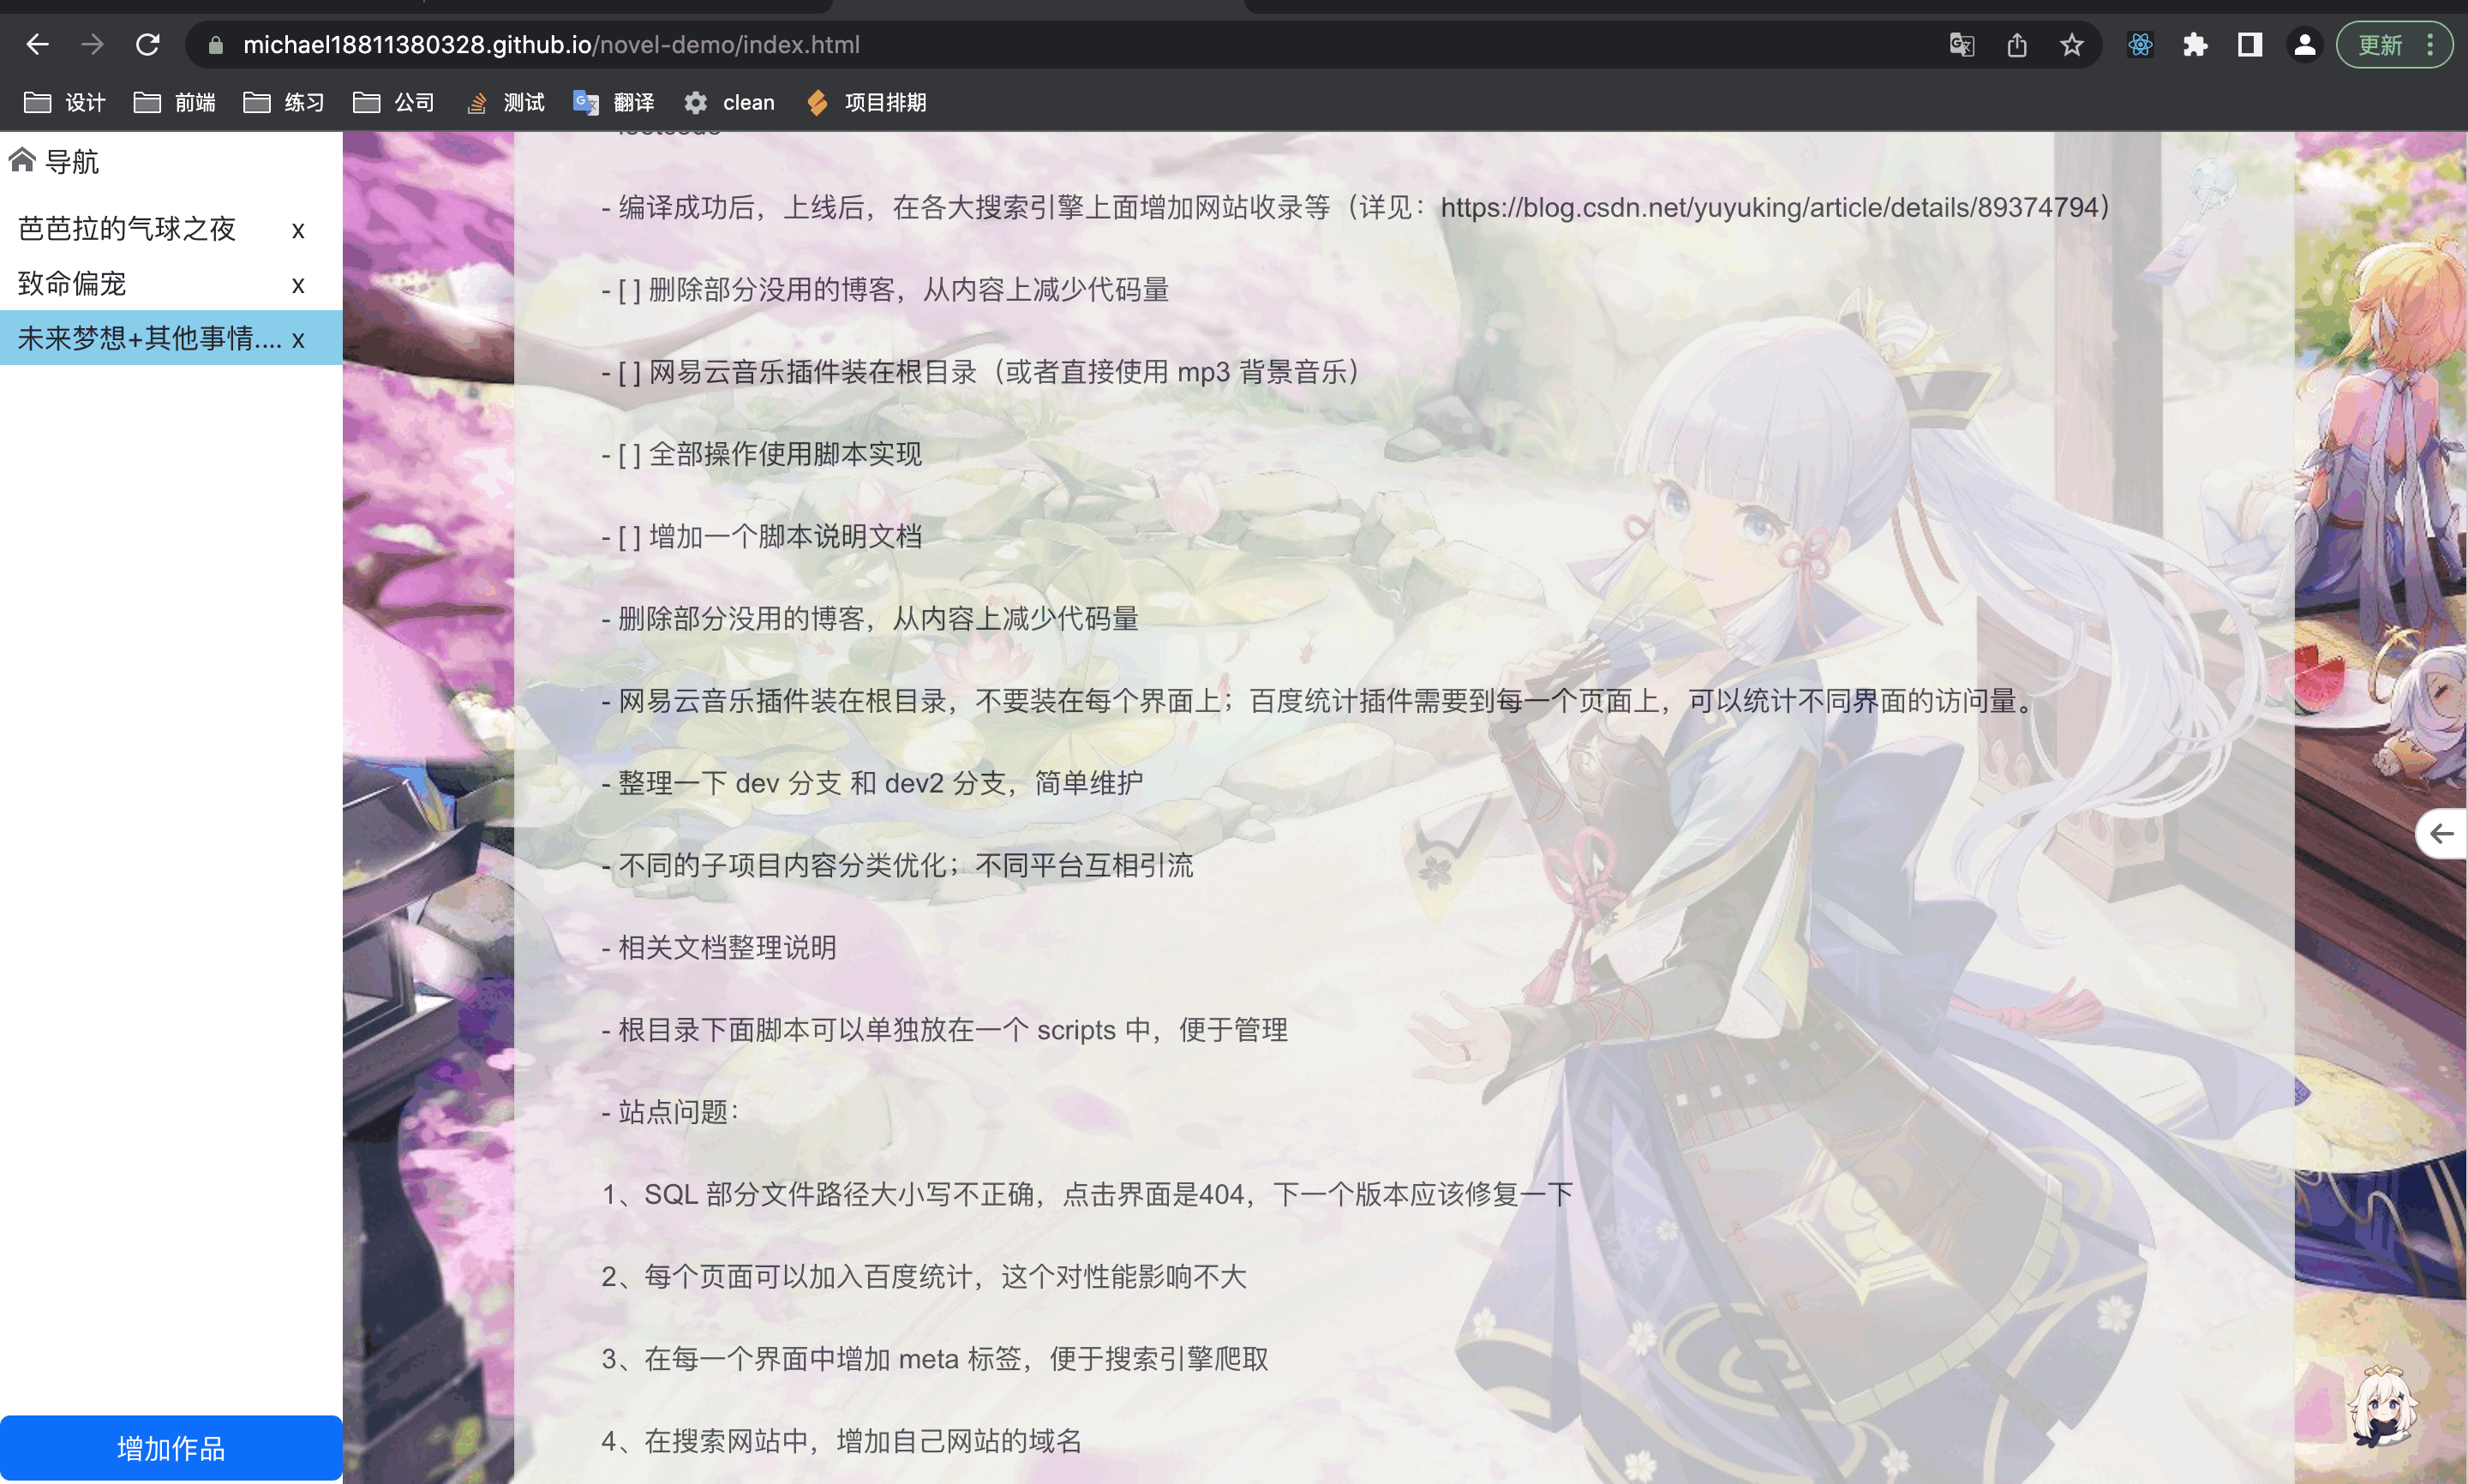 michael18811380328.github.io/novel-demo/index.html
更新
设计 前端 练习 公司 测试 翻译 clean 项目排期
导航
芭芭拉的气球之夜 x
致命偏宠 x
未来梦想+其他事情.... x
增加作品
- 编译成功后，上线后，在各大搜索引擎上面增加网站收录等（详见：https://blog.csdn.net/yuyuking/article/details/89374794）
- [ ] 删除部分没用的博客，从内容上减少代码量
- [ ] 网易云音乐插件装在根目录（或者直接使用 mp3 背景音乐）
- [ ] 全部操作使用脚本实现
- [ ] 增加一个脚本说明文档
- 删除部分没用的博客，从内容上减少代码量
- 网易云音乐插件装在根目录，不要装在每个界面上；百度统计插件需要到每一个页面上，可以统计不同界面的访问量。
- 整理一下 dev 分支 和 dev2 分支，简单维护
- 不同的子项目内容分类优化；不同平台互相引流
- 相关文档整理说明
- 根目录下面脚本可以单独放在一个 scripts 中，便于管理
- 站点问题：
1、SQL 部分文件路径大小写不正确，点击界面是404，下一个版本应该修复一下
2、每个页面可以加入百度统计，这个对性能影响不大
3、在每一个界面中增加 meta 标签，便于搜索引擎爬取
4、在搜索网站中，增加自己网站的域名